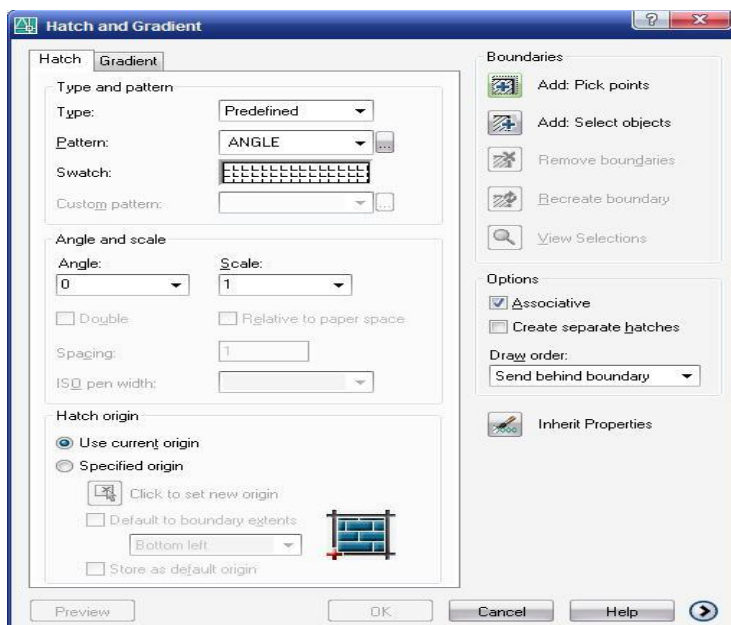 Hatch and Gradient
?
Hatch
Gradient
Type and pattern
Type:
Predefined
Pattern:
ANGLE
...
Swatch:
Custom pattern:
...
Angle and scale
Angle:
Scale:
0
1
Double
Relative to paper space
Spacing:
1
ISO pen width:
Hatch origin
Use current origin
Specified origin
Click to set new origin
Default to boundary extents
Bottom left
Store as default origin
Boundaries
Add: Pick points
Add: Select objects
Remove boundaries
Recreate boundary
View Selections
Options
Associative
Create separate hatches
Draw order:
Send behind boundary
Inherit Properties
Preview
OK
Cancel
Help